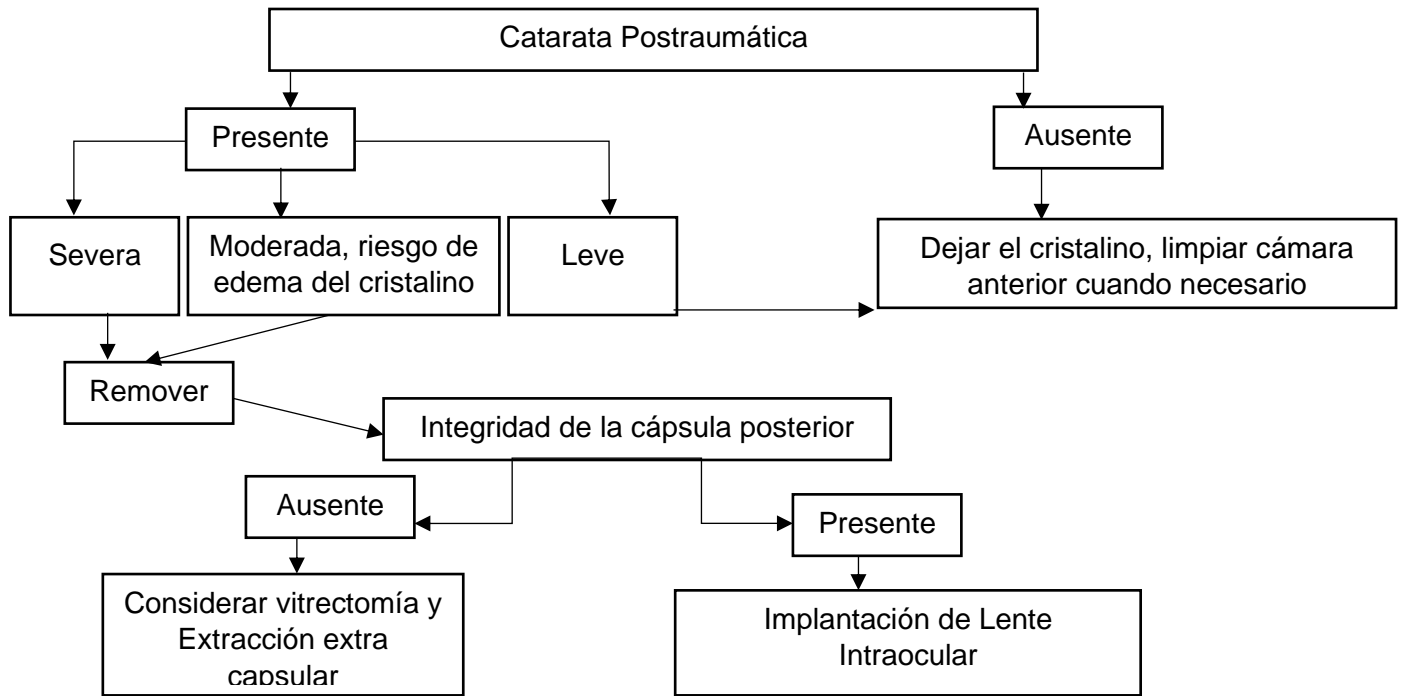 Catarata Postraumática
Presente
Ausente
Severa
Moderada, riesgo de
edema del cristalino
Leve
Dejar el cristalino, limpiar cámara
anterior cuando necesario
Remover
Integridad de la cápsula posterior
Ausente
Presente
Considerar vitrectomía y
Extracción extra
capsular
Implantación de Lente
Intraocular